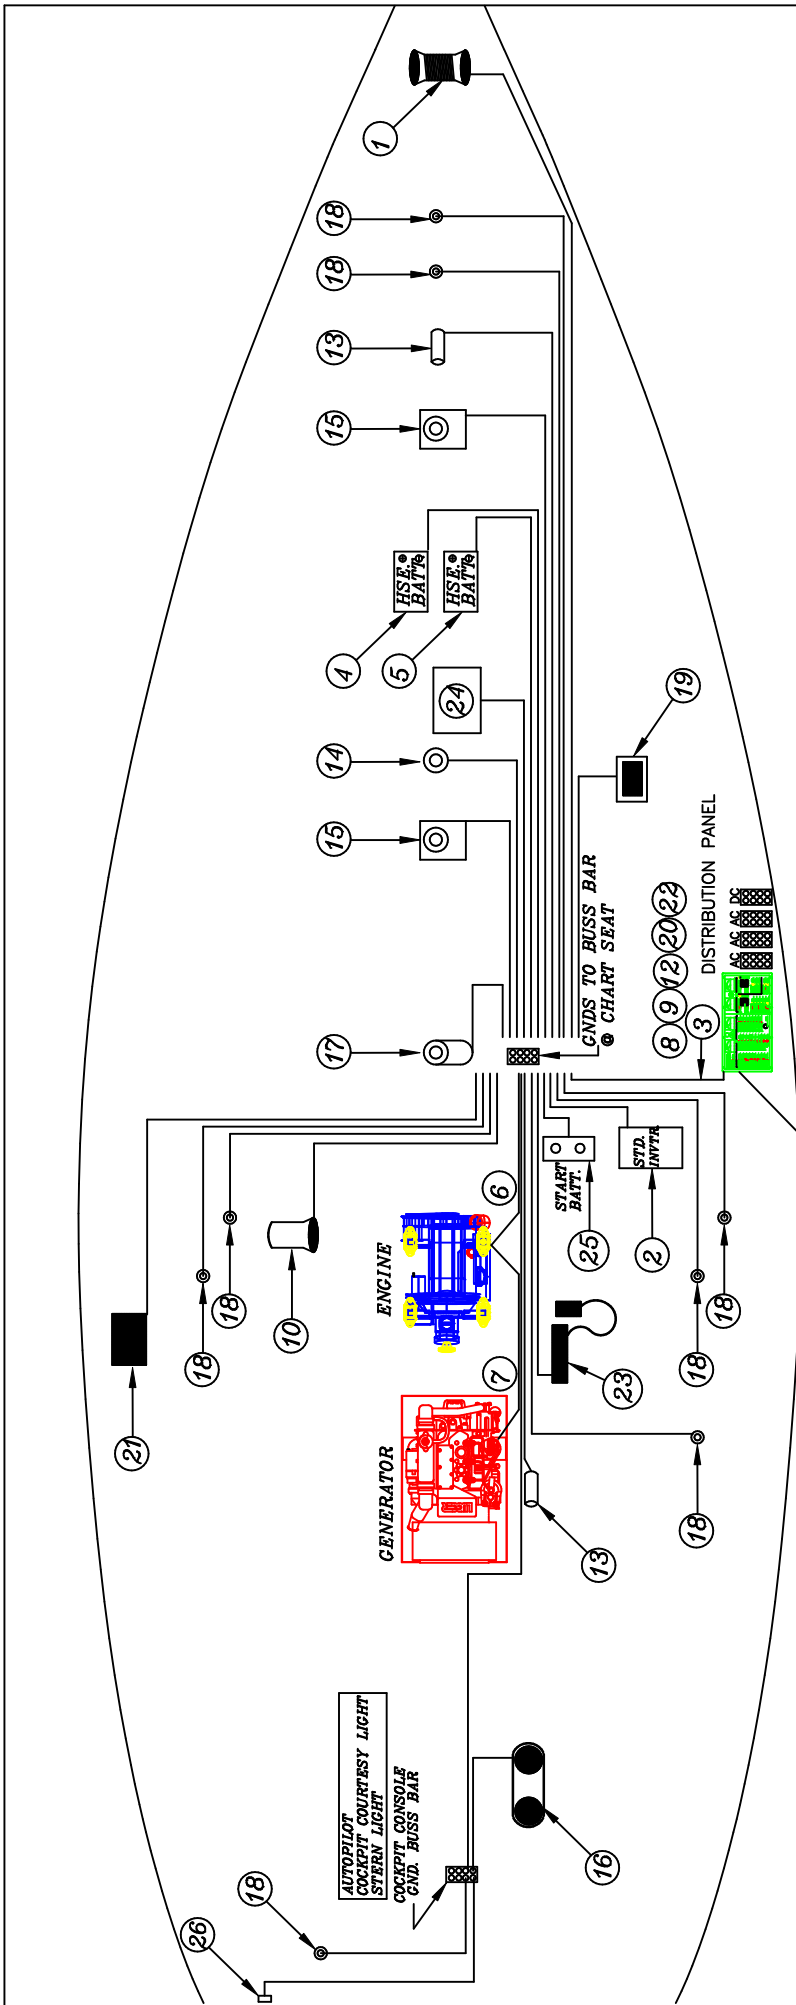 1
18
18
13
15
HSE.
BATT
HSE.
BATT
4
5
24
19
14
15
DISTRIBUTION PANEL
GNDS TO BUSS BAR
@ CHART SEAT
8
9
12
20
22
AC
AC
AC
DC
3
17
6
START
BATT.
STD.
INVTR.
25
2
ENGINE
18
18
10
21
18
18
7
23
GENERATOR
18
13
AUTOPILOT
COCKPIT COURTESY LIGHT
STERN LIGHT
COCKPIT CONSOLE
GND. BUSS BAR
16
18
26